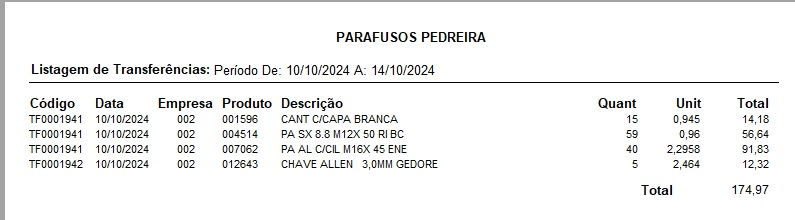 PARAFUSOS PEDREIRA
Listagem de Transferências: Período De: 10/10/2024 A: 14/10/2024
Código Data Empresa Produto Descrição Quant Unit Total
TF0001941 10/10/2024 002 001596 CANT C/CAPA BRANCA 15 0,945 14,18
TF0001941 10/10/2024 002 004514 PA SX 8.8 M12X 50 RI BC 59 0,96 56,64
TF0001941 10/10/2024 002 007062 PA AL C/CIL M16X 45 ENE 40 2,2958 91,83
TF0001942 10/10/2024 002 012643 CHAVE ALLEN 3,0MM GEDORE 5 2,464 12,32
Total 174,97